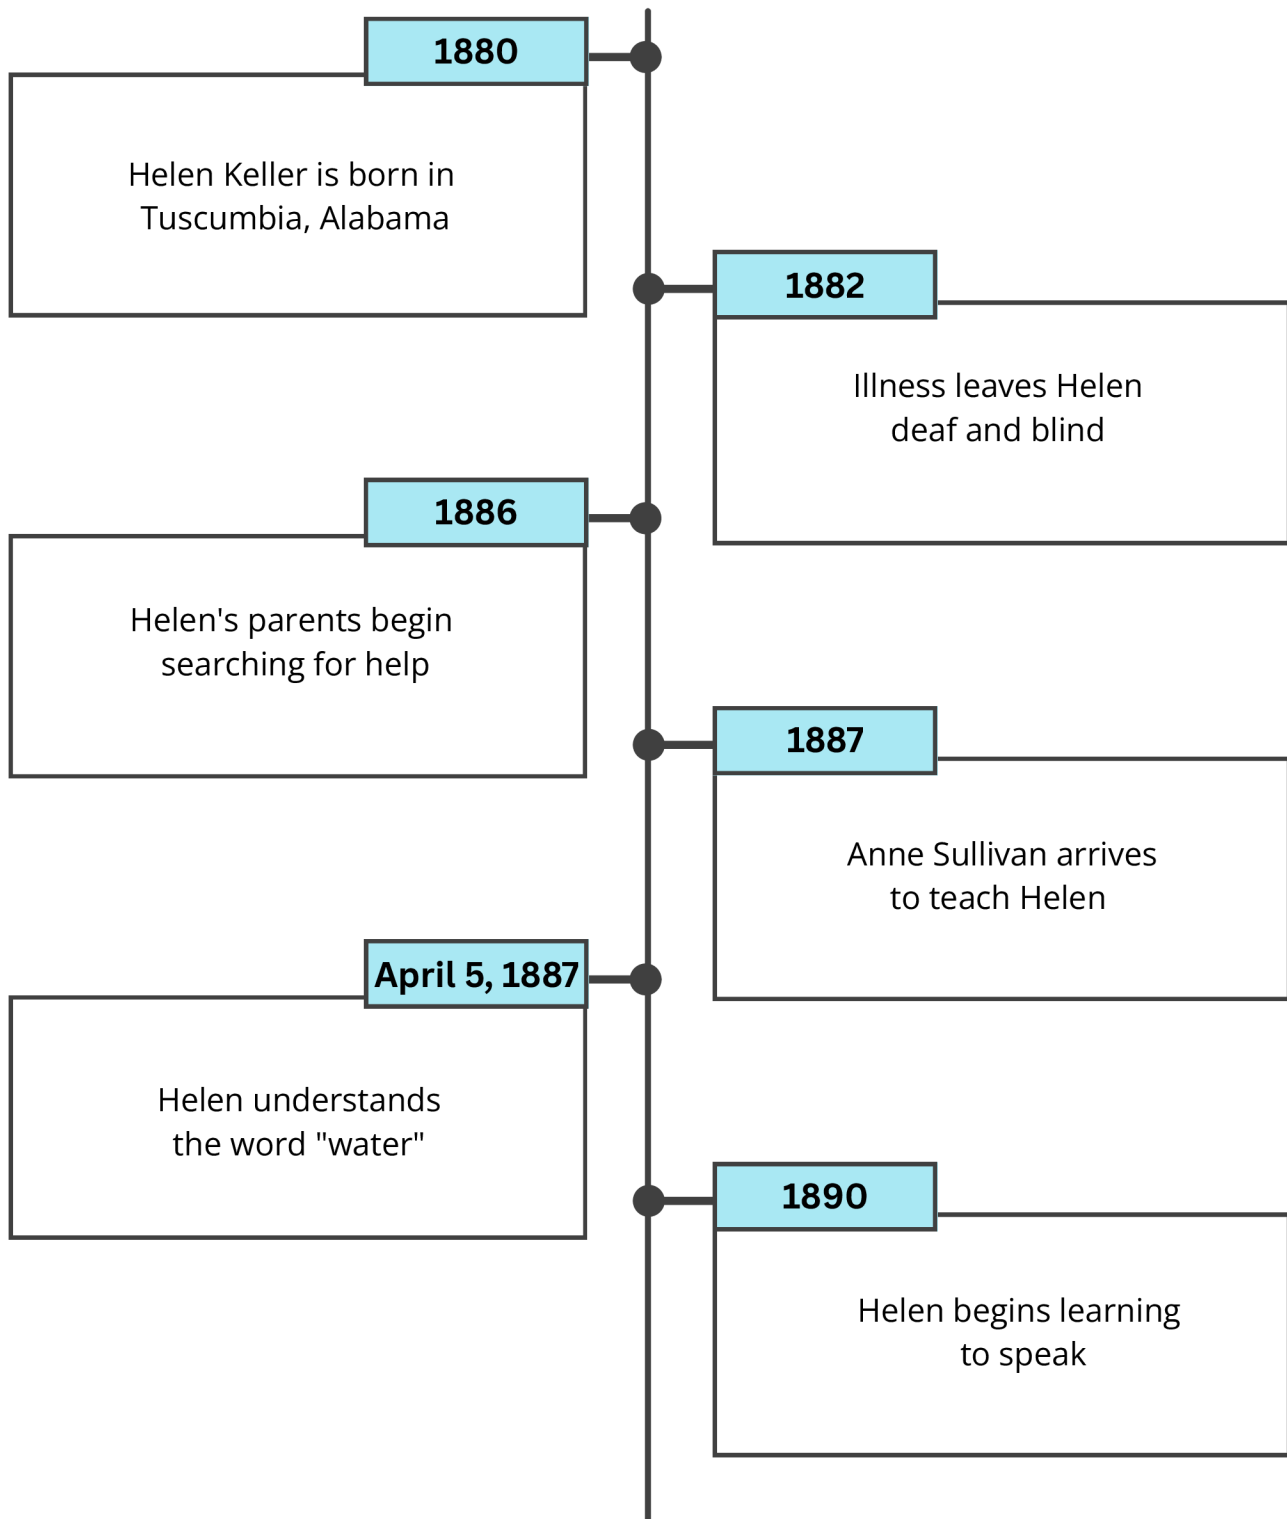 1880
Helen Keller is born in
Tuscumbia, Alabama
1882
Illness leaves Helen
deaf and blind
1886
Helen's parents begin
searching for help
1887
Anne Sullivan arrives
to teach Helen
April 5, 1887
Helen understands
the word "water"
1890
Helen begins learning
to speak